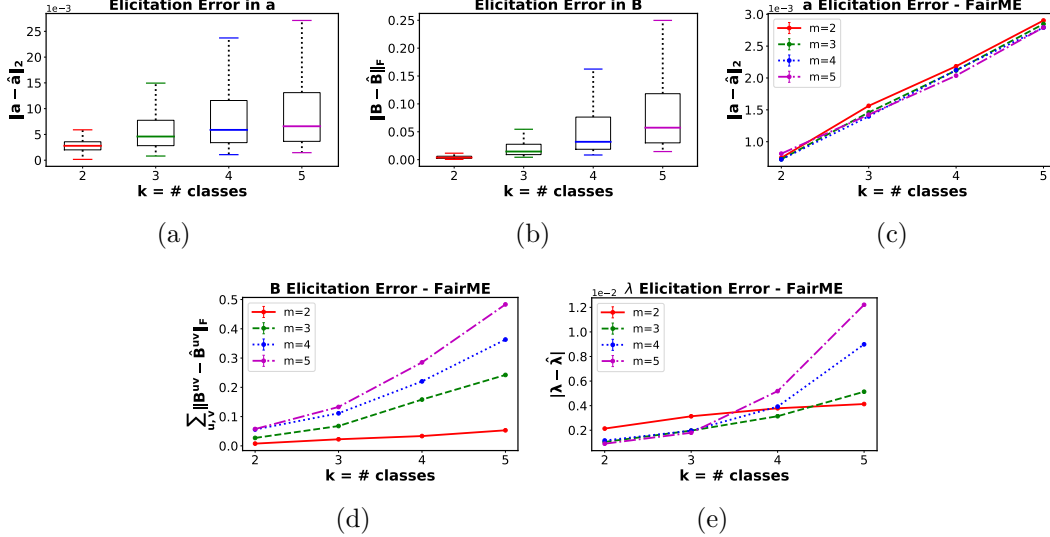 Elicitation Error in a
1e−3
25
20
15
10
5
0
‖a − â‖₂
2 3 4 5
k = # classes
(a)
Elicitation Error in B
0.25
0.20
0.15
0.10
0.05
0.00
‖B − B̂‖F
2 3 4 5
k = # classes
(b)
a Elicitation Error - FairME
1e−3
3.0
2.5
2.0
1.5
1.0
‖a − â‖₂
m=2
m=3
m=4
m=5
2 3 4 5
k = # classes
(c)
B Elicitation Error - FairME
0.5
0.4
0.3
0.2
0.1
0.0
∑u,v ‖Buv − B̂uv‖F
m=2
m=3
m=4
m=5
2 3 4 5
k = # classes
(d)
λ Elicitation Error - FairME
1e−2
1.2
1.0
0.8
0.6
0.4
0.2
|λ − λ̂|
m=2
m=3
m=4
m=5
2 3 4 5
k = # classes
(e)